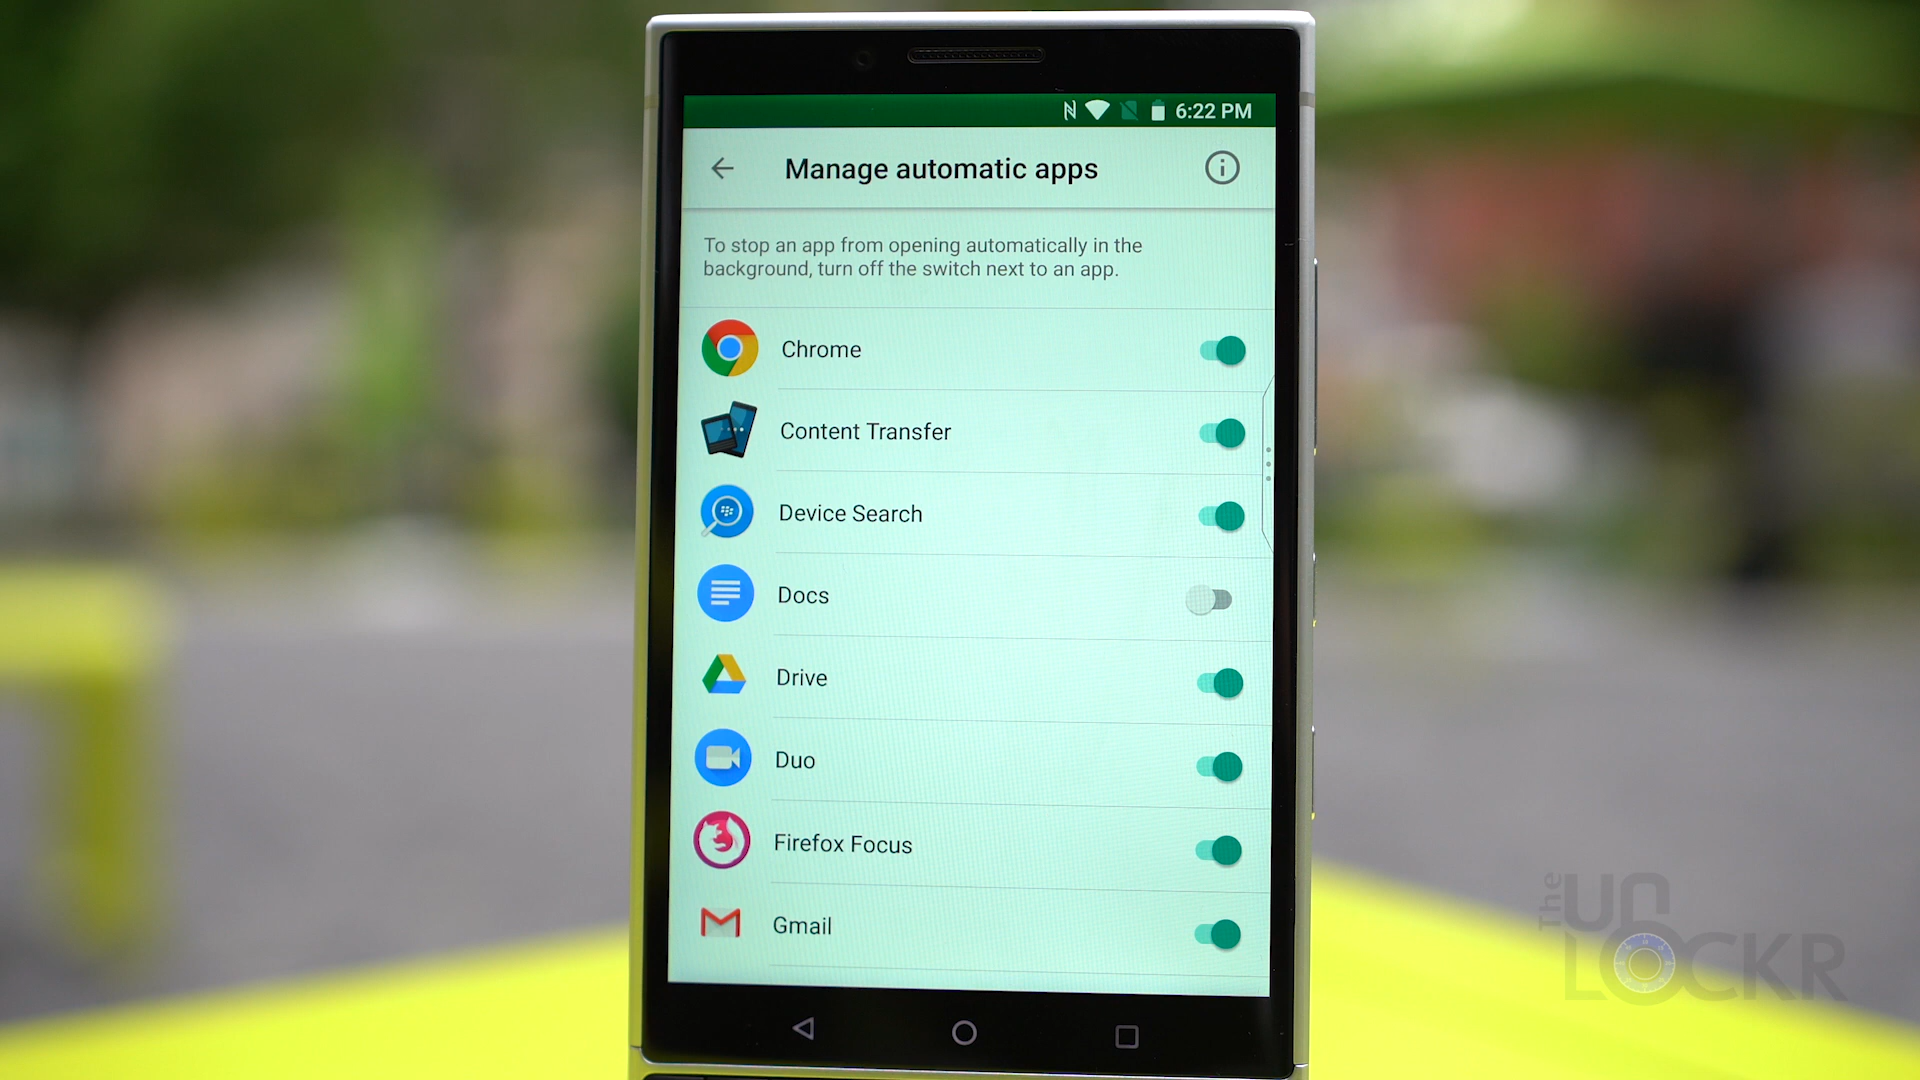 6:22 PM
Manage automatic apps
To stop an app from opening automatically in the
background, turn off the switch next to an app.
Chrome
Content Transfer
Device Search
Docs
Drive
Duo
Firefox Focus
Gmail
The
UN
LOCKR